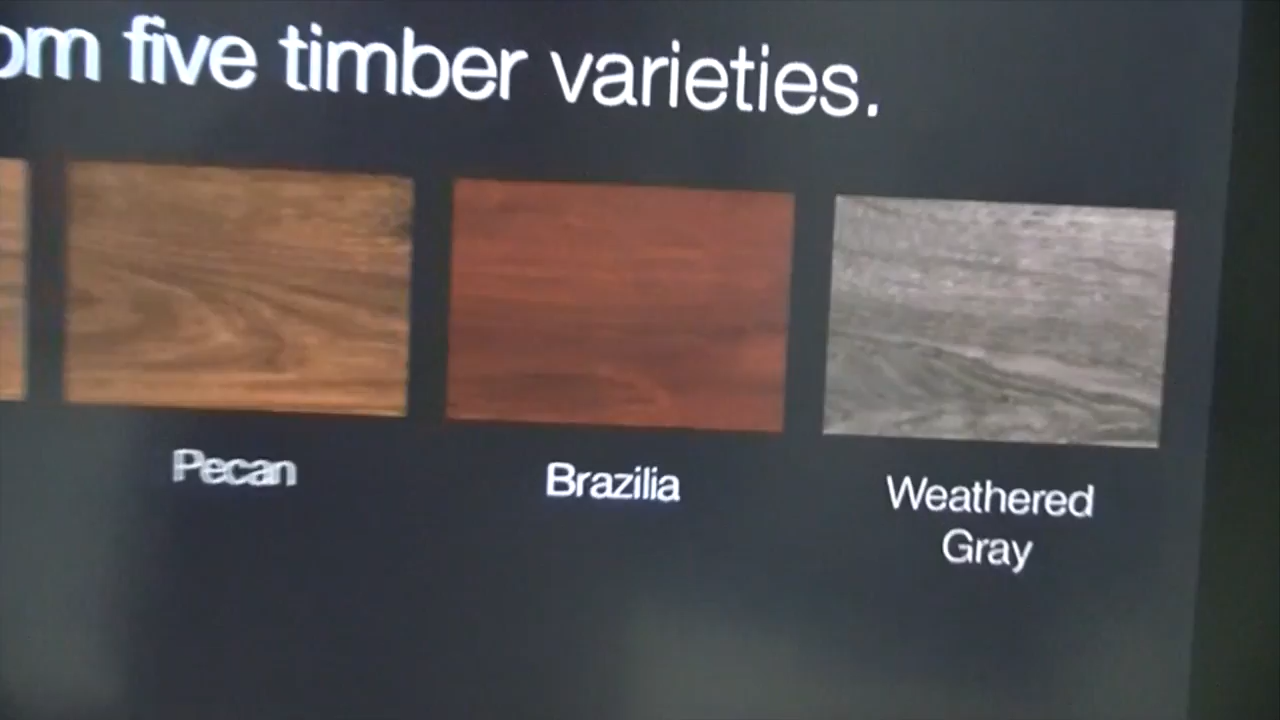 om five timber varieties.
Pecan
Brazilia
Weathered
Gray